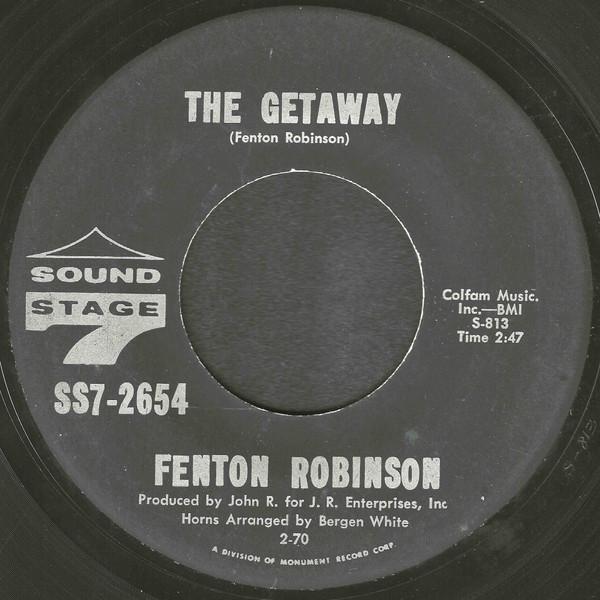 THE GETAWAY
(Fenton Robinson)
SOUND
STAGE
7
SS7-2654
Colfam Music.
Inc.—BMI
S-813
Time 2:47
FENTON ROBINSON
Produced by John R. for J. R. Enterprises, Inc
Horns Arranged by Bergen White
2-70
A DIVISION OF MONUMENT RECORD CORP.
S-813